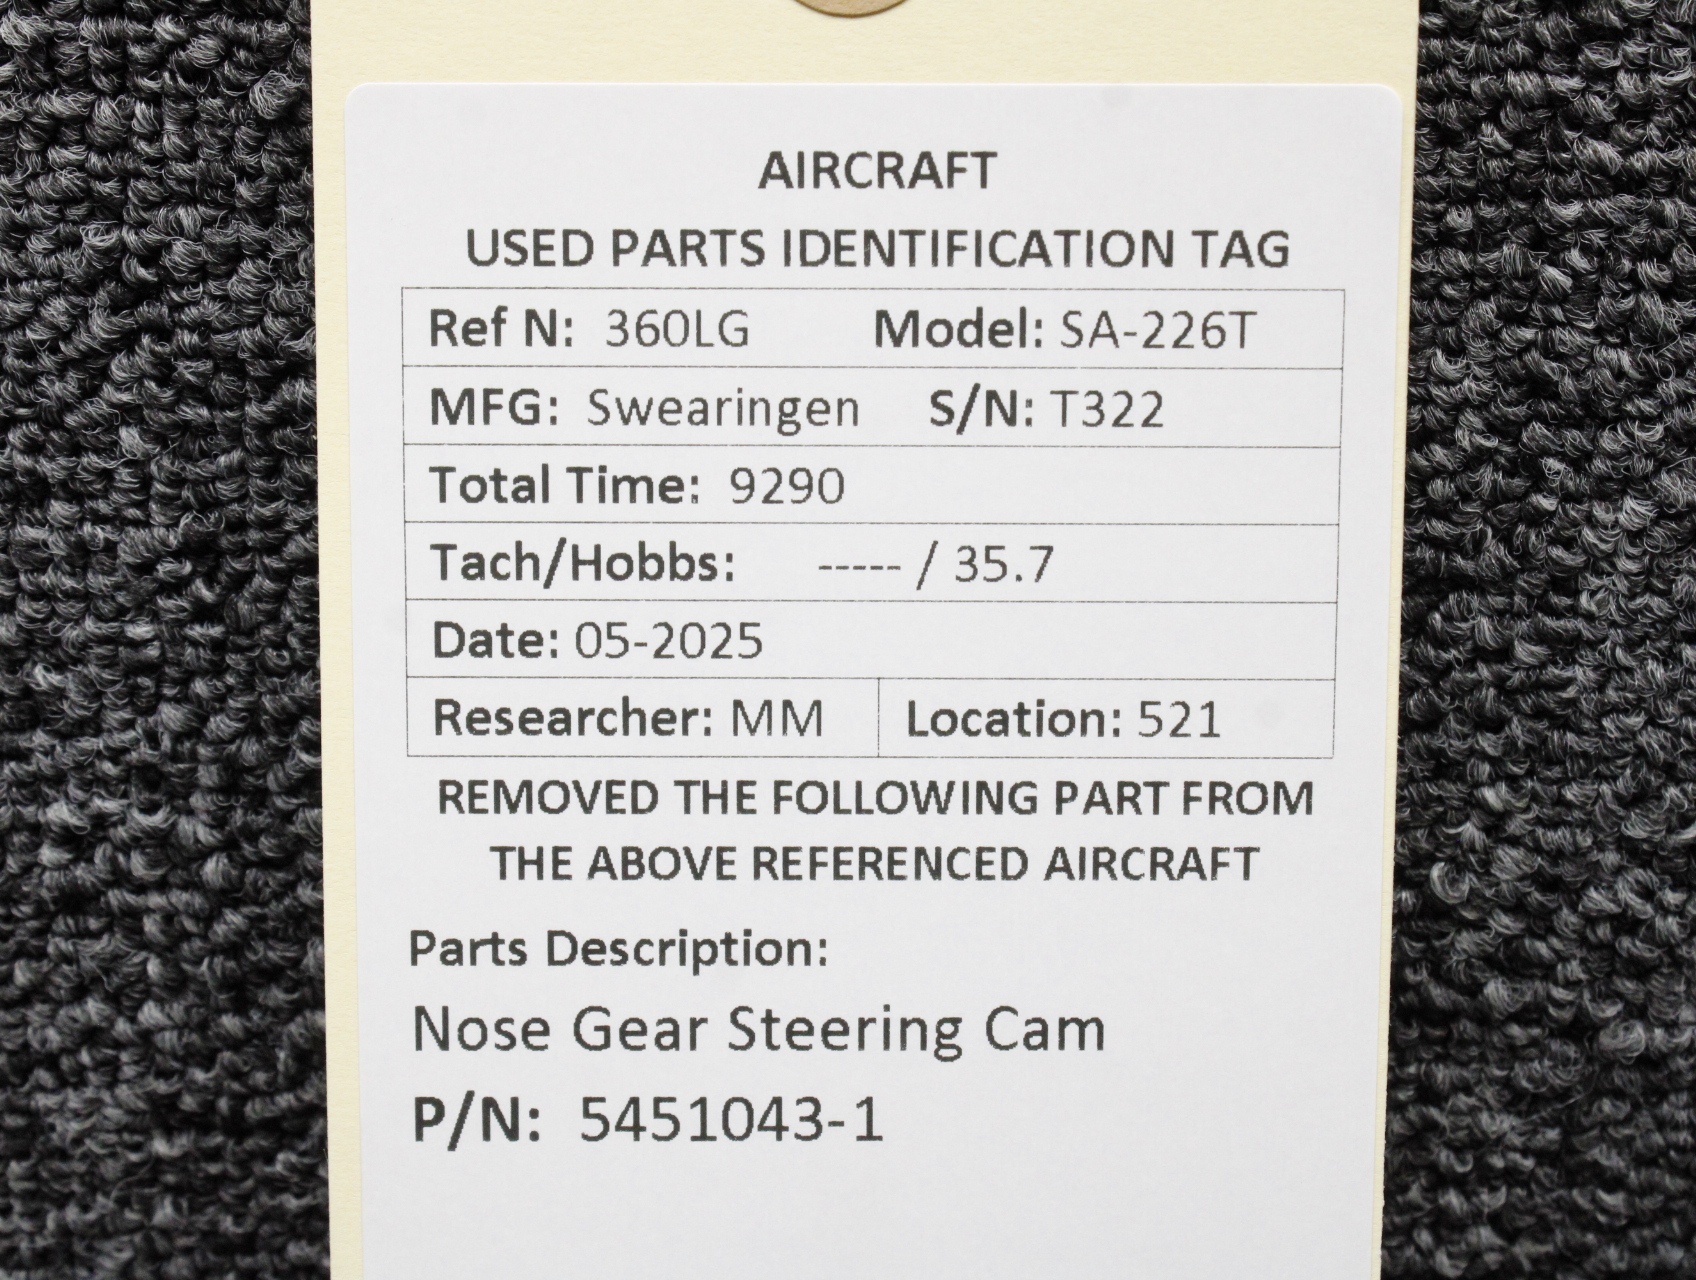 AIRCRAFT
USED PARTS IDENTIFICATION TAG
Ref N: 360LG Model: SA-226T
MFG: Swearingen S/N: T322
Total Time: 9290
Tach/Hobbs: ----- / 35.7
Date: 05-2025
Researcher: MM Location: 521
REMOVED THE FOLLOWING PART FROM
THE ABOVE REFERENCED AIRCRAFT
Parts Description:
Nose Gear Steering Cam
P/N: 5451043-1